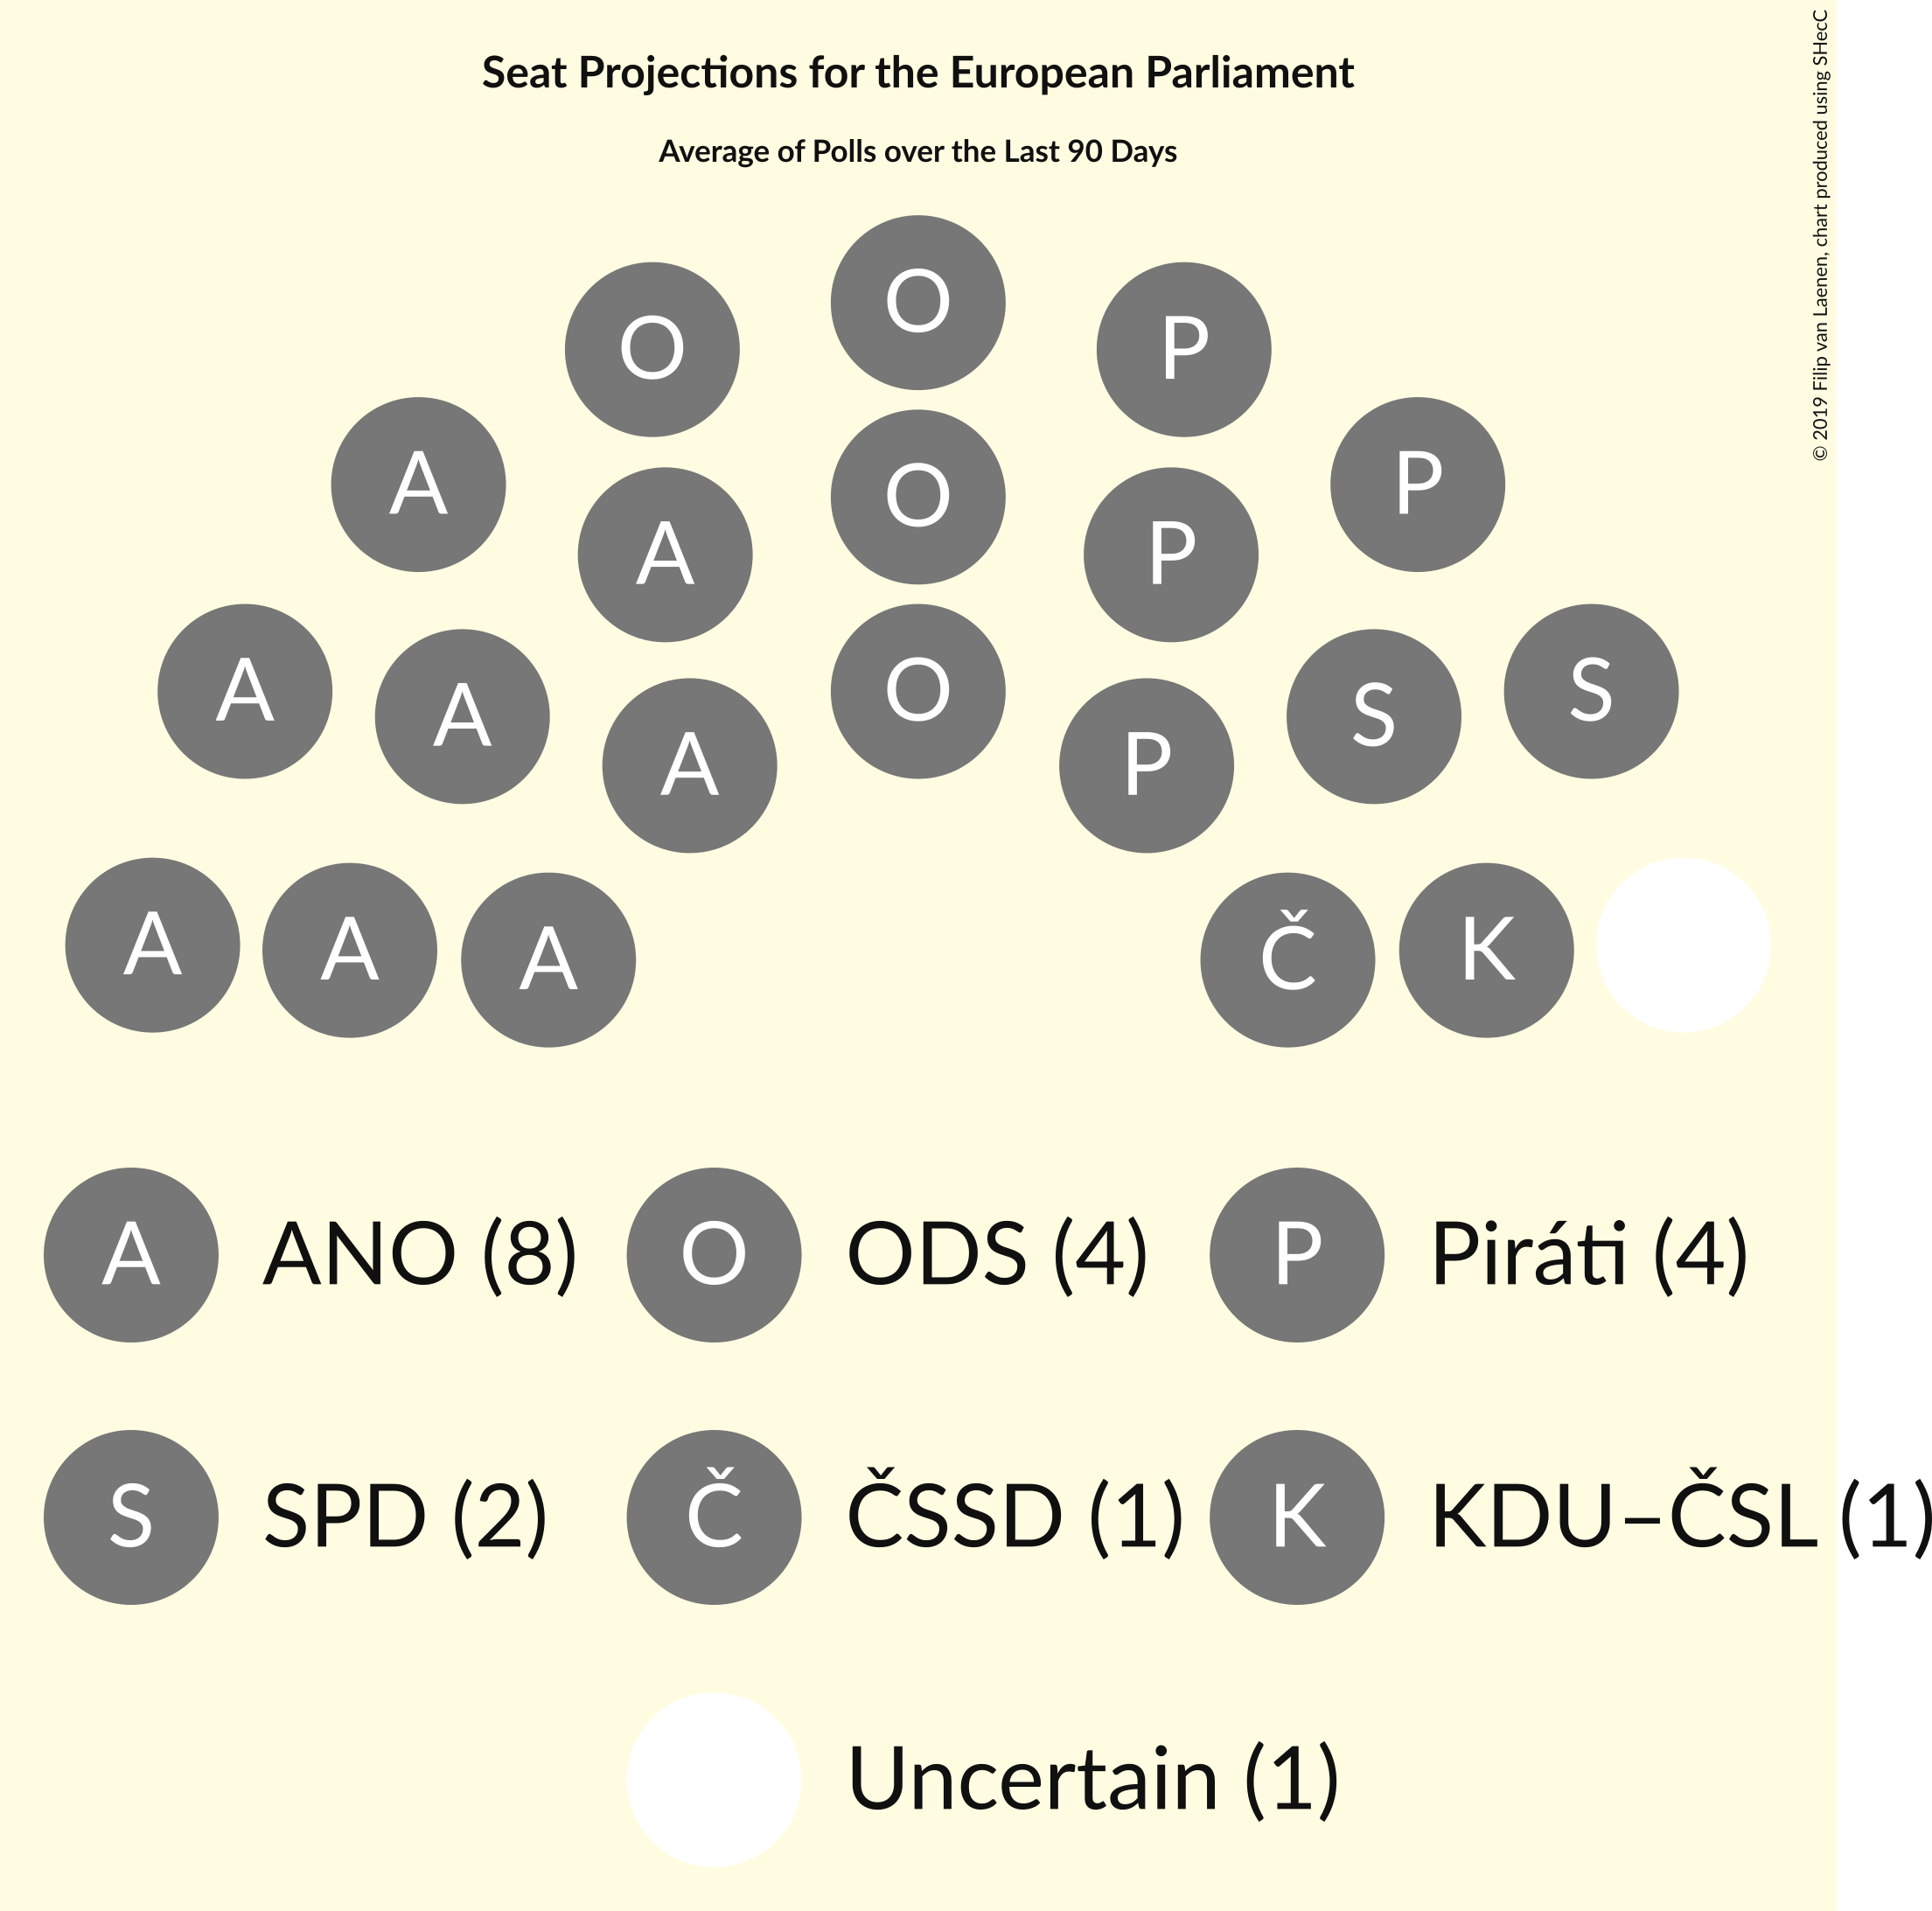 Seat Projections for the European Parliament
Average of Polls over the Last 90 Days
© 2019 Filip van Laenen, chart produced using SHecC
O
O
P
A
A
O
P
P
A
A
A
O
P
S
S
A
A
A
Č
K
A ANO (8) O ODS (4) P Piráti (4)
S SPD (2) Č ČSSD (1) K KDU–ČSL (1)
Uncertain (1)